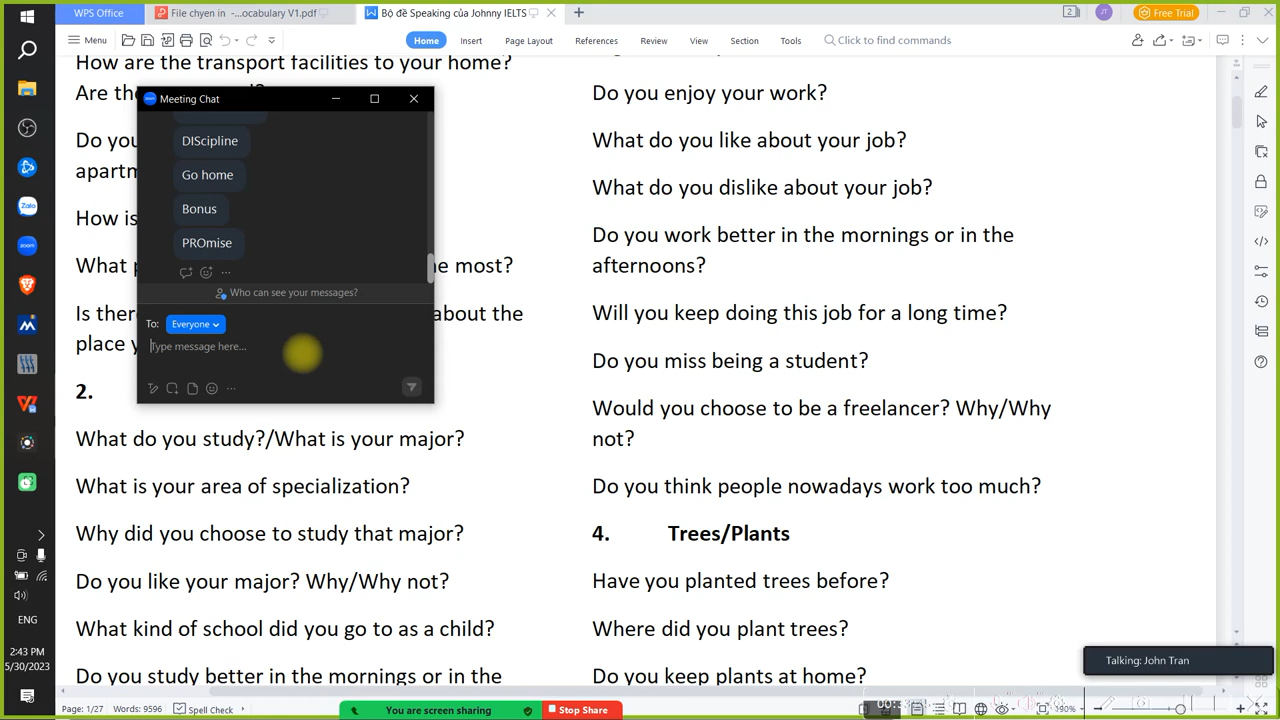 WPS Office
File chyen in -...ocabulary V1.pdf
Bộ đề Speaking của Johnny IELTS
2
JT
Free Trial
Menu
Home
Insert
Page Layout
References
Review
View
Section
Tools
Click to find commands
How are the transport facilities to your home?
Are the
Do you
apartm
How is
What p
e most?
Is ther
about the
place y
2.
What do you study?/What is your major?
What is your area of specialization?
Why did you choose to study that major?
Do you like your major? Why/Why not?
What kind of school did you go to as a child?
Do you study better in the mornings or in the
Meeting Chat
DIScipline
Go home
Bonus
PROmise
Who can see your messages?
To: Everyone
Type message here...
Do you enjoy your work?
What do you like about your job?
What do you dislike about your job?
Do you work better in the mornings or in the
afternoons?
Will you keep doing this job for a long time?
Do you miss being a student?
Would you choose to be a freelancer? Why/Why
not?
Do you think people nowadays work too much?
4. Trees/Plants
Have you planted trees before?
Where did you plant trees?
Do you keep plants at home?
Talking: John Tran
zoom
Zalo
ENG
2:43 PM
5/30/2023
Page: 1/27
Words: 9596
Spell Check
You are screen sharing
Stop Share